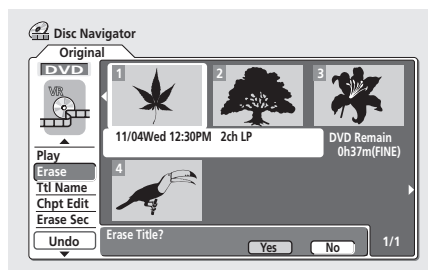 Disc Navigator
Original
DVD
VR
Play
Erase
Ttl Name
Chpt Edit
Erase Sec
Undo
1
2
3
11/04Wed 12:30PM 2ch LP
DVD Remain
0h37m(FINE)
4
Erase Title?
Yes
No
1/1